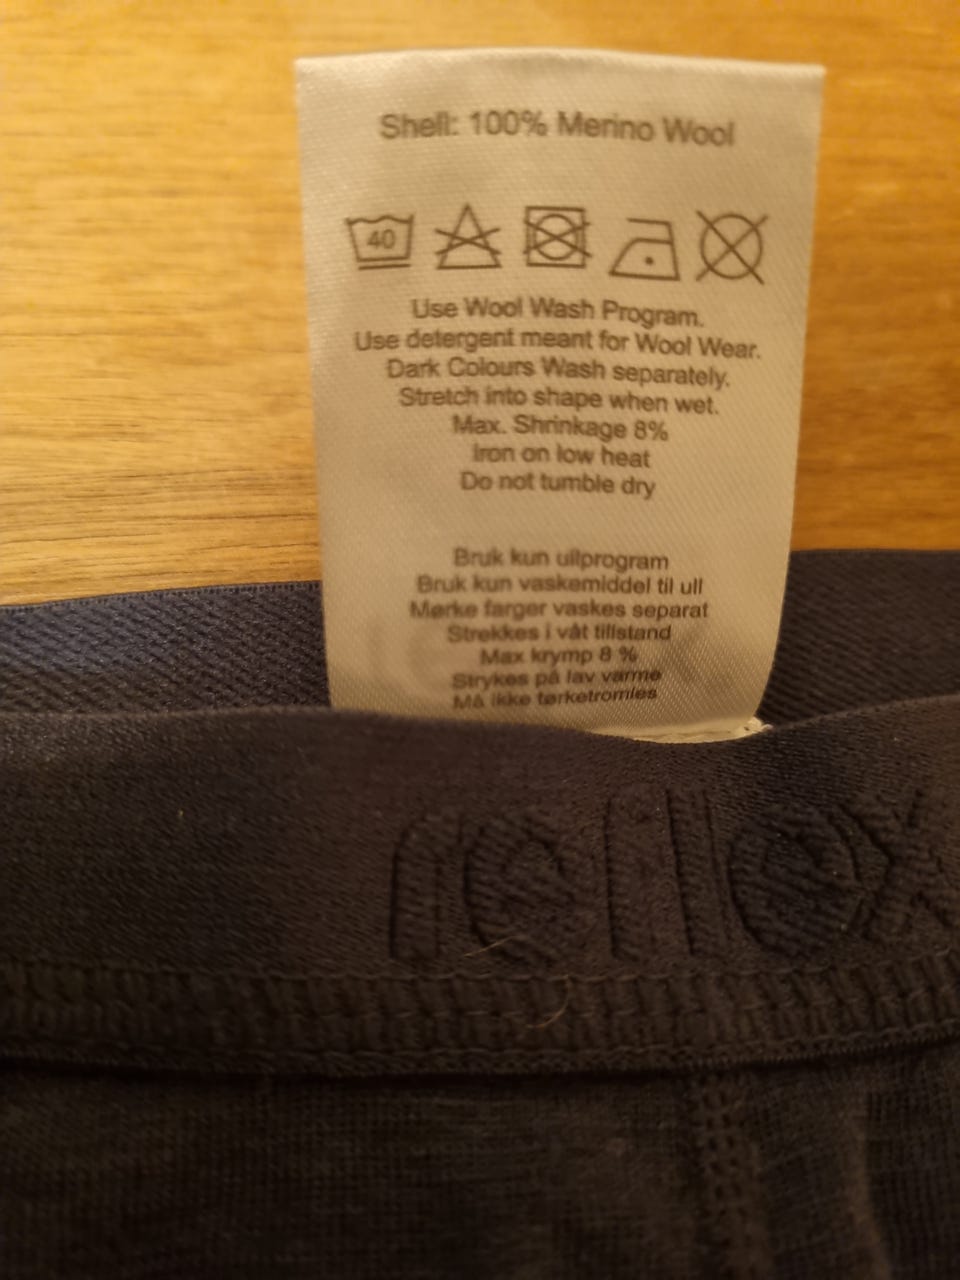 Shell: 100% Merino Wool
40
Use Wool Wash Program.
Use detergent meant for Wool Wear.
Dark Colours Wash separately.
Stretch into shape when wet.
Max. Shrinkage 8%
Iron on low heat
Do not tumble dry
Bruk kun ullprogram
Bruk kun vaskemiddel til ull
Mørke farger vaskes separat
Strekkes i våt tillstand
Max krymp 8 %
Strykes på lav varme
Må ikke tørketromles